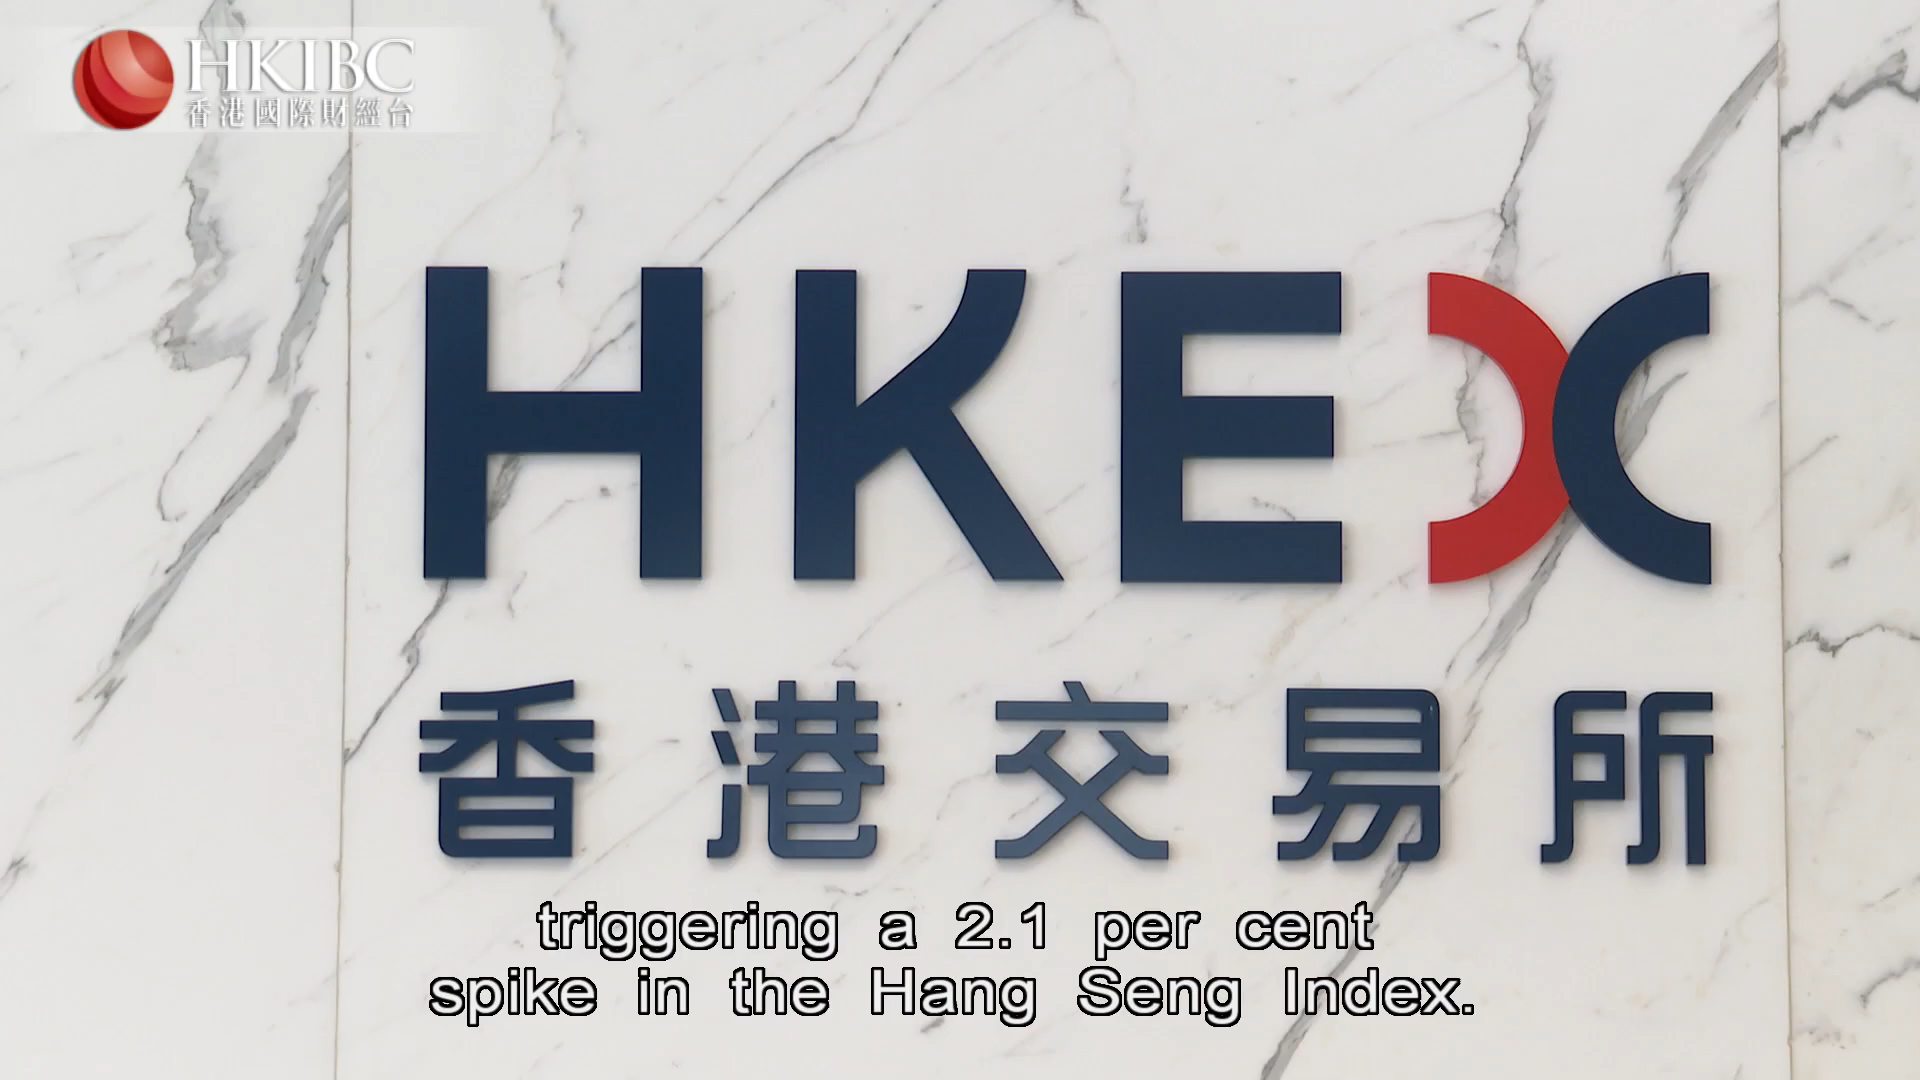 HKIBC
香港國際財經台
HKEX
香港交易所
triggering a 2.1 per cent
spike in the Hang Seng Index.